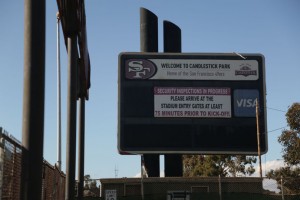 SF
WELCOME TO CANDLESTICK PARK
Home of the San Francisco 49ers
SECURITY INSPECTIONS IN PROGRESS
PLEASE ARRIVE AT THE
STADIUM ENTRY GATES AT LEAST
75 MINUTES PRIOR TO KICK-OFF
VISA